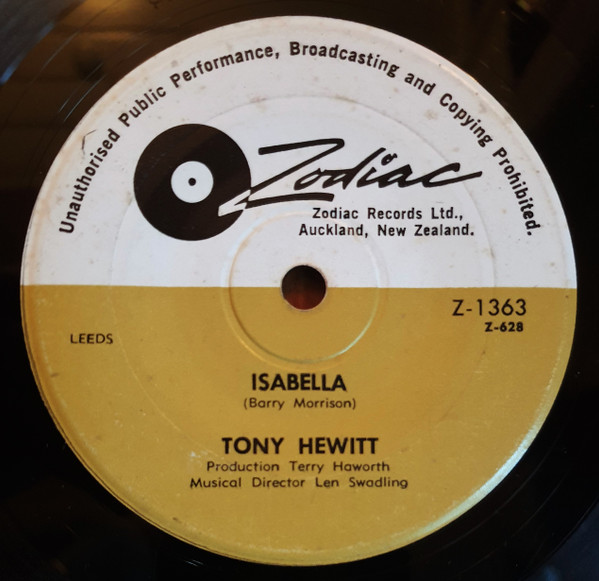 Unauthorised Public Performance, Broadcasting and Copying Prohibited.
Zodiac
Zodiac Records Ltd.,
Auckland, New Zealand.
Z-1363
Z-628
LEEDS
ISABELLA
(Barry Morrison)
TONY HEWITT
Production Terry Haworth
Musical Director Len Swadling